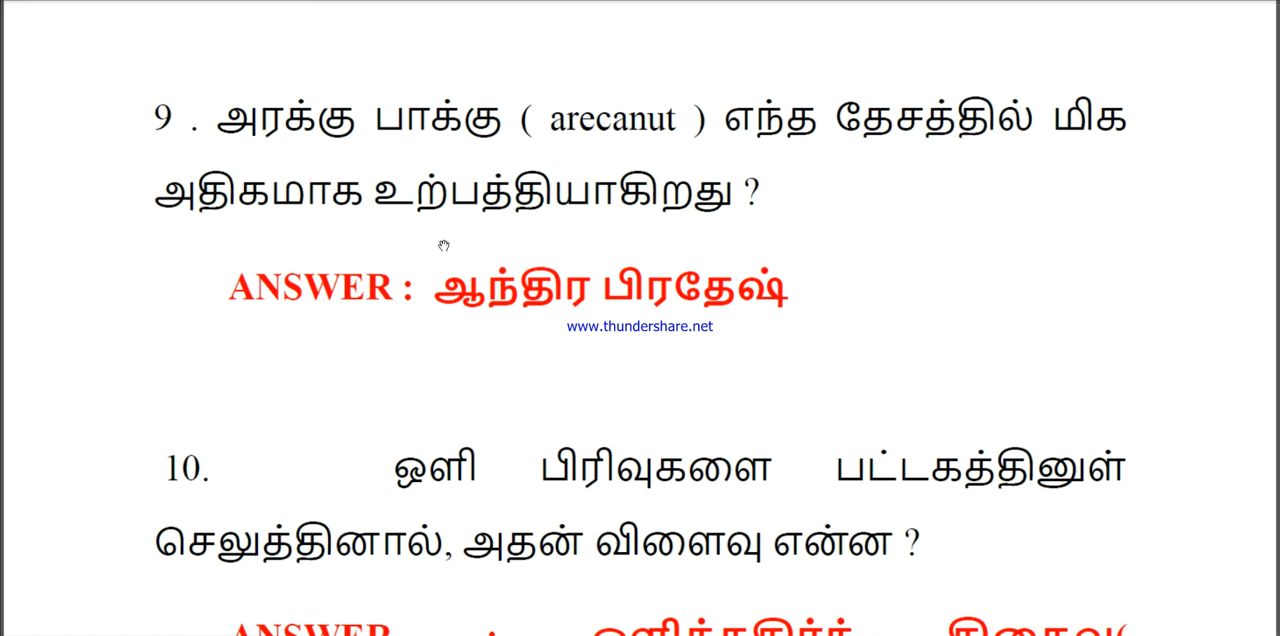 9 . அரக்கு பாக்கு ( arecanut ) எந்த தேசத்தில் மிக
அதிகமாக உற்பத்தியாகிறது ?
ANSWER : ஆந்திர பிரதேஷ்
www.thundershare.net
10. ஒளி பிரிவுகளை பட்டகத்தினுள்
செலுத்தினால், அதன் விளைவு என்ன ?
ANSWER :